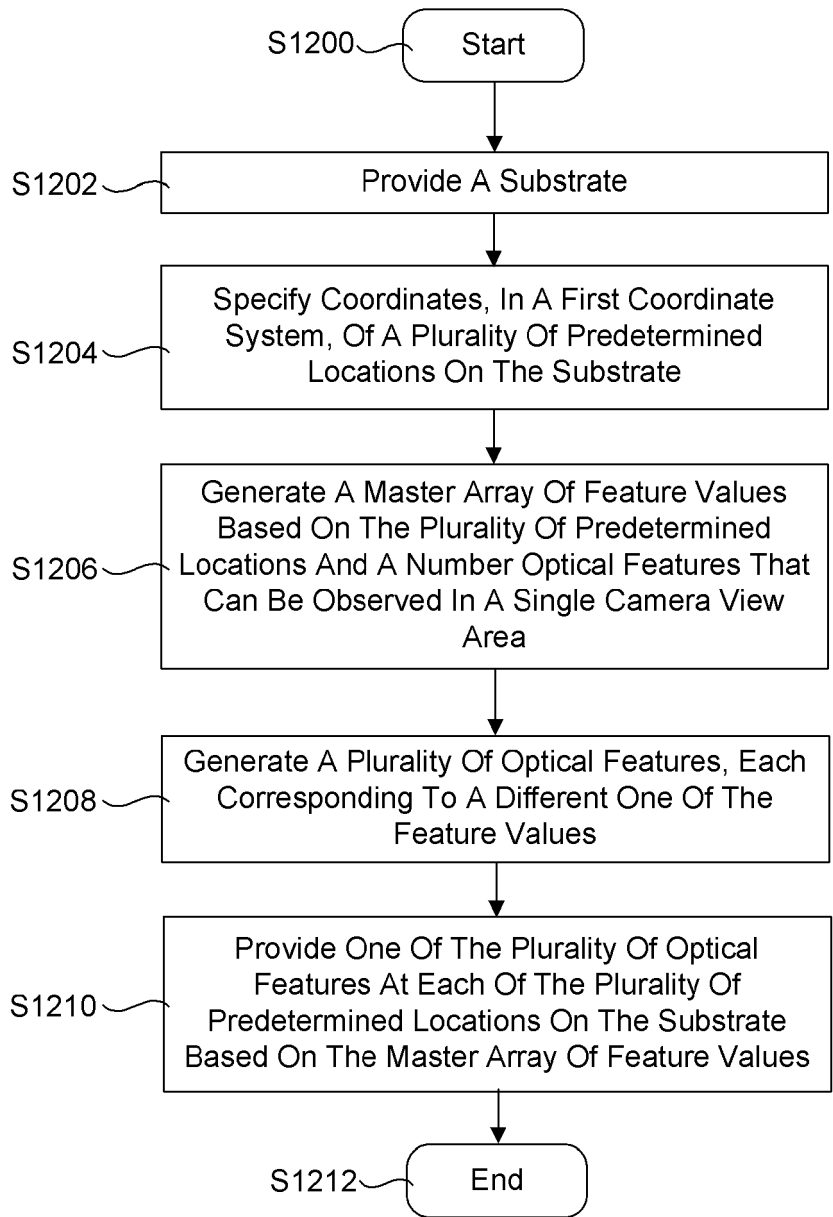 S1200
Start
S1202
Provide A Substrate
S1204
Specify Coordinates, In A First Coordinate
System, Of A Plurality Of Predetermined
Locations On The Substrate
S1206
Generate A Master Array Of Feature Values
Based On The Plurality Of Predetermined
Locations And A Number Optical Features That
Can Be Observed In A Single Camera View
Area
S1208
Generate A Plurality Of Optical Features, Each
Corresponding To A Different One Of The
Feature Values
S1210
Provide One Of The Plurality Of Optical
Features At Each Of The Plurality Of
Predetermined Locations On The Substrate
Based On The Master Array Of Feature Values
S1212
End